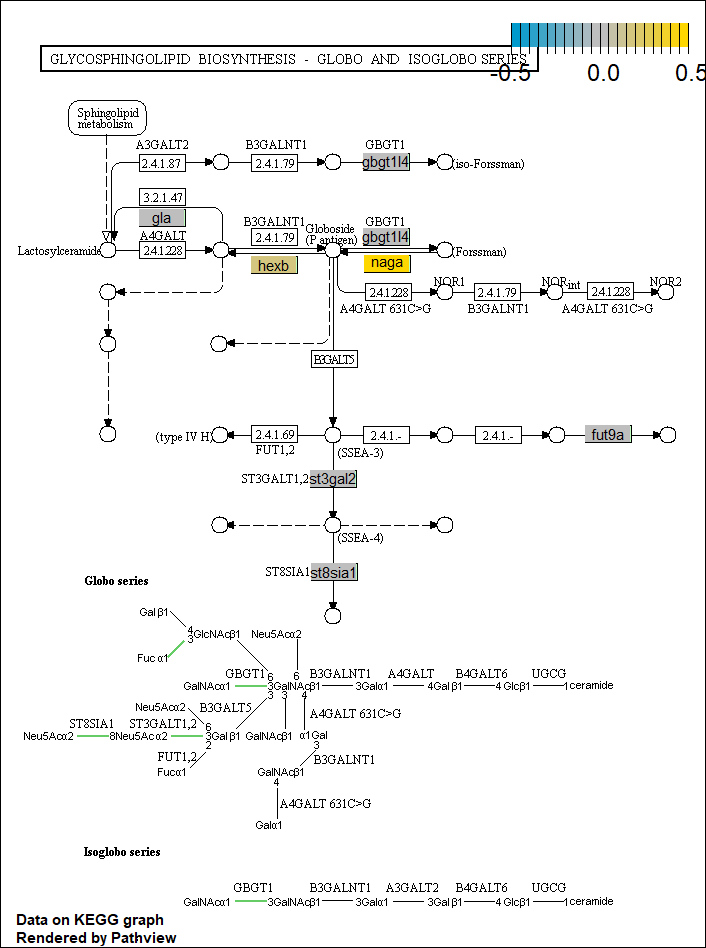 GLYCOSPHINGOLIPID BIOSYNTHESIS - GLOBO AND ISOGLOBO SERIES
-0.5 0.0 0.5
Sphingolipid
metabolism
A3GALT2 B3GALNT1 GBGT1
2.4.1.87 2.4.1.79 gbgt1l4 (iso-Forssman)
3.2.1.47
gla
A4GALT B3GALNT1 Globoside GBGT1
2.4.1.79 (P antigen) gbgt1l4
Lactosylceramide 2.4.1.228 (Forssman)
hexb naga
NOR1 NORint NOR2
2.4.1.228 2.4.1.79 2.4.1.228
A4GALT 631C>G B3GALNT1 A4GALT 631C>G
B3GALT5
(type IV H) 2.4.1.69 2.4.1.- 2.4.1.- fut9a
FUT1,2 (SSEA-3)
ST3GALT1,2 st3gal2
(SSEA-4)
ST8SIA1 st8sia1
Globo series
Gal β1
4
3 GlcNAcβ1 Neu5Acα2
Fuc α1
GBGT1 6 6 B3GALNT1 A4GALT B4GALT6 UGCG
GalNAcα1 3GalNAcβ1 3Galα1 4Galβ1 4Glcβ1 1ceramide
3 3 4
Neu5Acα2 B3GALT5 A4GALT 631C>G
ST8SIA1 ST3GALT1,2 6
Neu5Acα2 8Neu5Acα2 3Galβ1 GalNAcβ1 α1Gal
2 3
FUT1,2 B3GALNT1
Fucα1 GalNAcβ1
4
A4GALT 631C>G
Galα1
Isoglobo series
GBGT1 B3GALNT1 A3GALT2 B4GALT6 UGCG
GalNAcα1 3GalNAcβ1 3Galα1 3Galβ1 4Glcβ1 1ceramide
Data on KEGG graph
Rendered by Pathview